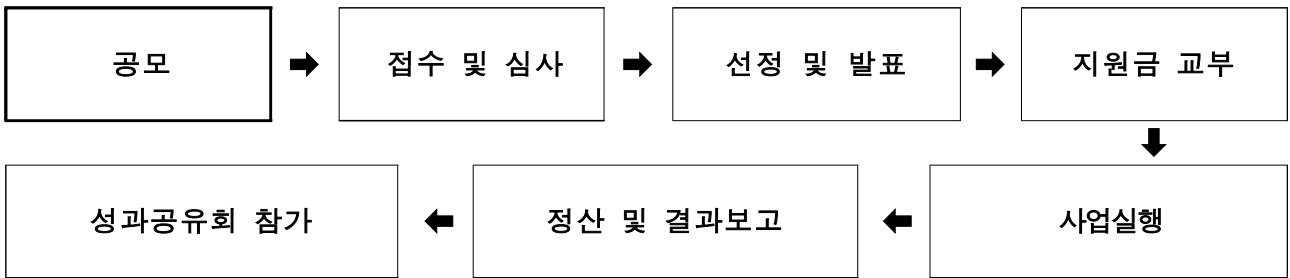 공모
접수 및 심사
선정 및 발표
지원금 교부
사업실행
정산 및 결과보고
성과공유회 참가